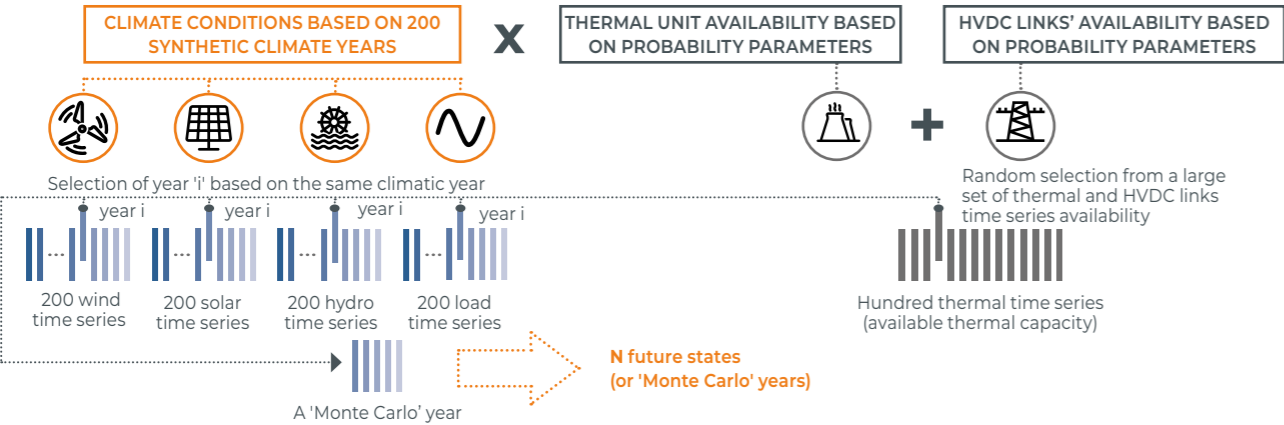 CLIMATE CONDITIONS BASED ON 200
SYNTHETIC CLIMATE YEARS
X
THERMAL UNIT AVAILABILITY BASED
ON PROBABILITY PARAMETERS
HVDC LINKS' AVAILABILITY BASED
ON PROBABILITY PARAMETERS
+
Selection of year 'i' based on the same climatic year
Random selection from a large
set of thermal and HVDC links
time series availability
year i
year i
year i
year i
...
...
...
...
200 wind
time series
200 solar
time series
200 hydro
time series
200 load
time series
Hundred thermal time series
(available thermal capacity)
A 'Monte Carlo’ year
N future states
(or 'Monte Carlo' years)